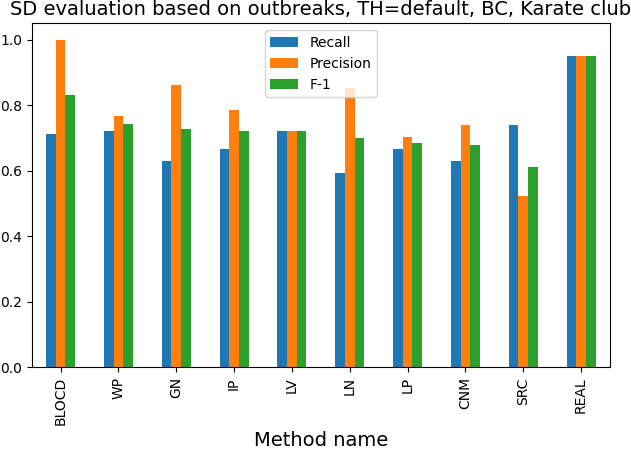 SD evaluation based on outbreaks, TH=default, BC, Karate club
1.0
0.8
0.6
0.4
0.2
0.0
Recall
Precision
F-1
BLOCD
WP
GN
IP
LV
LN
LP
CNM
SRC
REAL
Method name